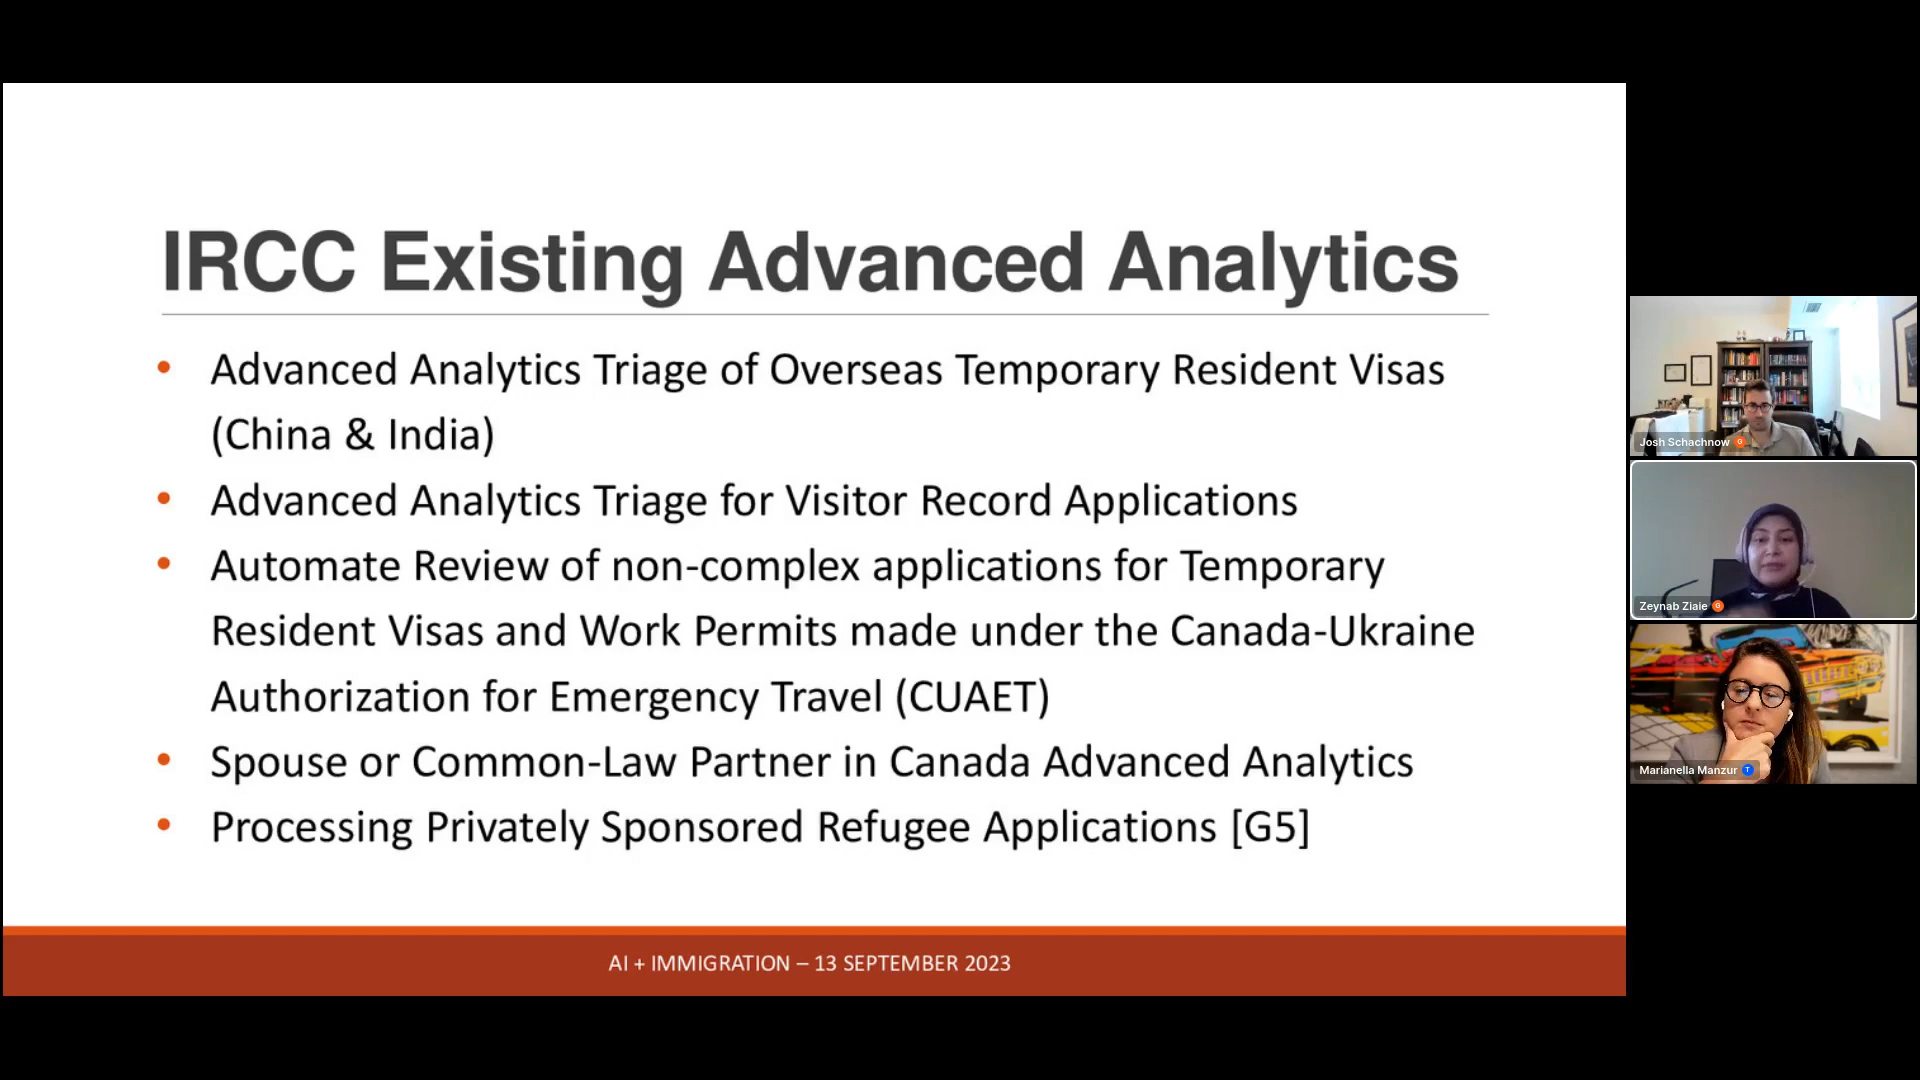 IRCC Existing Advanced Analytics
• Advanced Analytics Triage of Overseas Temporary Resident Visas
(China & India)
• Advanced Analytics Triage for Visitor Record Applications
• Automate Review of non-complex applications for Temporary
Resident Visas and Work Permits made under the Canada-Ukraine
Authorization for Emergency Travel (CUAET)
• Spouse or Common-Law Partner in Canada Advanced Analytics
• Processing Privately Sponsored Refugee Applications [G5]
AI + IMMIGRATION – 13 SEPTEMBER 2023
Josh Schachnow G
Zeynab Ziaie G
Marianella Manzur T